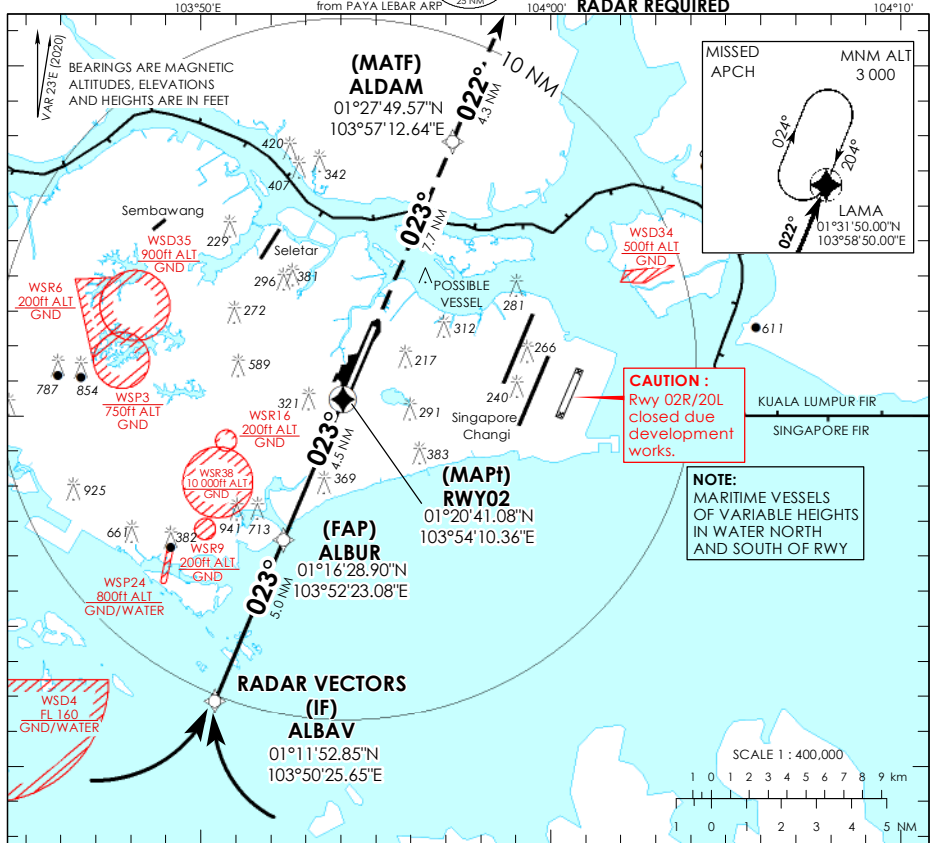 103°50'
from PAYA LEBAR ARP
25 NM
104°00'
RADAR REQUIRED
104°10'
VAR 23'E (2020)
BEARINGS ARE MAGNETIC
ALTITUDES, ELEVATIONS
AND HEIGHTS ARE IN FEET
(MATF)
ALDAM
01°27'49.57"N
103°57'12.64"E
022°
4.3 NM
10 NM
MISSED
APCH
MNM ALT
3 000
024°
204°
022°
LAMA
01°31'50.00"N
103°58'50.00"E
420
407
342
023°
7.7 NM
Sembawang
229
Seletar
WSD35
900ft ALT
GND
WSD34
500ft ALT
GND
WSR6
200ft ALT
GND
296
381
POSSIBLE
VESSEL
281
272
312
611
589
217
266
787
854
WSP3
750ft ALT
GND
321
240
291
CAUTION :
Rwy 02R/20L
closed due
development
works.
KUALA LUMPUR FIR
SINGAPORE FIR
WSR16
200ft ALT
GND
Singapore
Changi
023°
4.5 NM
383
WSR38
10 000ft ALT
GND
369
(MAPt)
RWY02
01°20'41.08"N
103°54'10.36"E
NOTE:
MARITIME VESSELS
OF VARIABLE HEIGHTS
IN WATER NORTH
AND SOUTH OF RWY
925
941
713
661
382
WSR9
200ft ALT
GND
(FAP)
ALBUR
01°16'28.90"N
103°52'23.08"E
WSP24
800ft ALT
GND/WATER
023°
5.0 NM
WSD4
FL 160
GND/WATER
RADAR VECTORS
(IF)
ALBAV
01°11'52.85"N
103°50'25.65"E
SCALE 1 : 400,000
1 0 1 2 3 4 5 6 7 8 9 km
1 0 1 2 3 4 5 NM